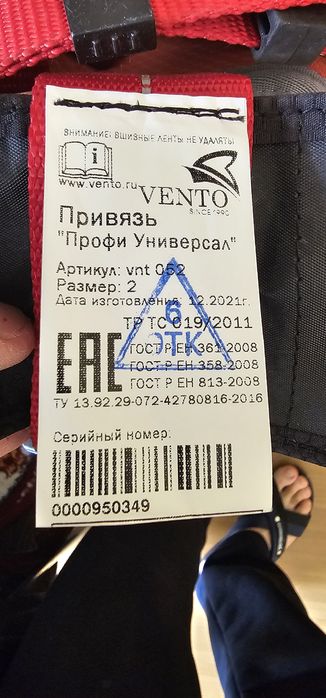 ВНИМАНИЕ: ВШИВНЫЕ ЛЕНТЫ НЕ УДАЛЯТЬ!
i
www.vento.ru
VENTO
SINCE 1990
Привязь
"Профи Универсал"
Артикул: vnt 052
Размер: 2
Дата изготовления: 12.2021г.
6
ОТК
ТР ТС 019/2011
EAC
ГОСТ Р ЕН 361-2008
ГОСТ Р ЕН 358-2008
ГОСТ Р ЕН 813-2008
ТУ 13.92.29-072-42780816-2016
Серийный номер:
0000950349